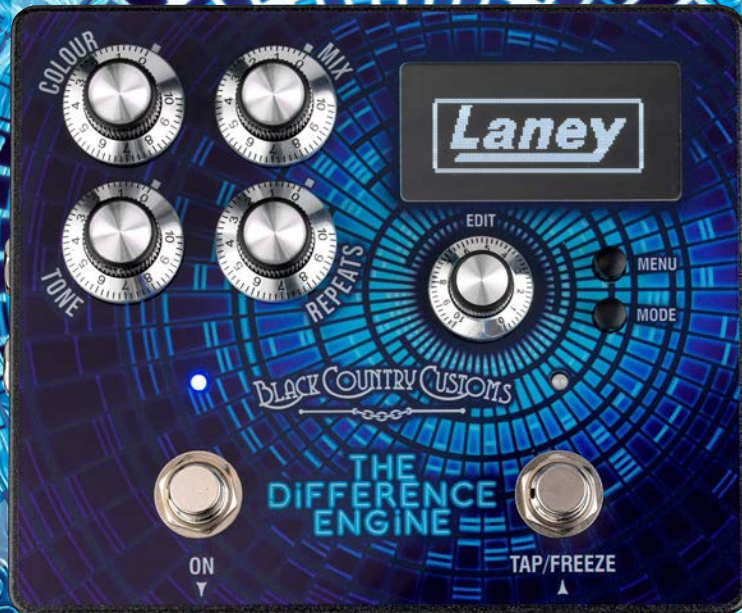 COLOUR
MIX
Laney
TONE
REPEATS
EDIT
MENU
MODE
BLACK COUNTRY CUSTOMS
THE
DiFFERENCE
ENGiNE
ON
TAP/FREEZE